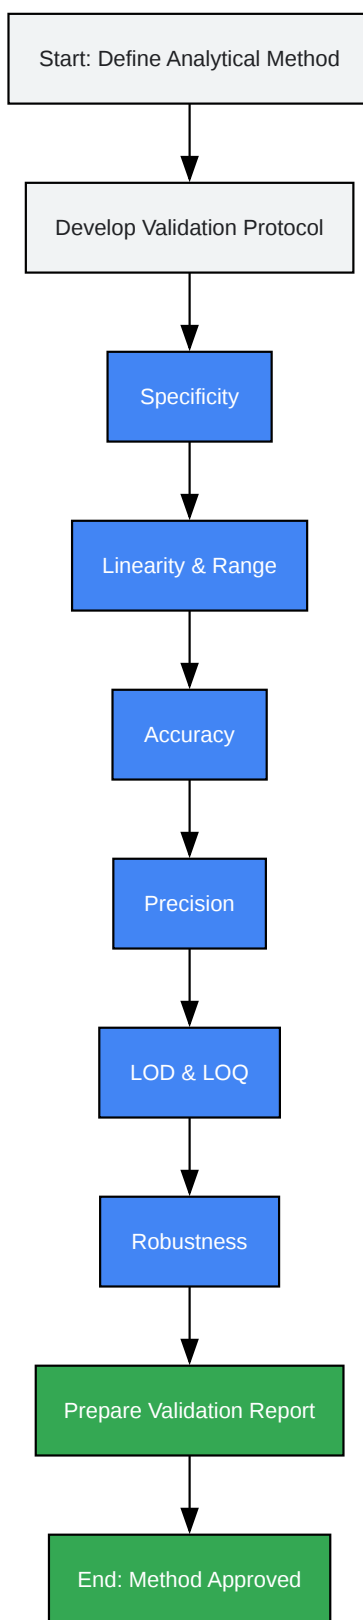 Start: Define Analytical Method
Develop Validation Protocol
Specificity
Linearity & Range
Accuracy
Precision
LOD & LOQ
Robustness
Prepare Validation Report
End: Method Approved